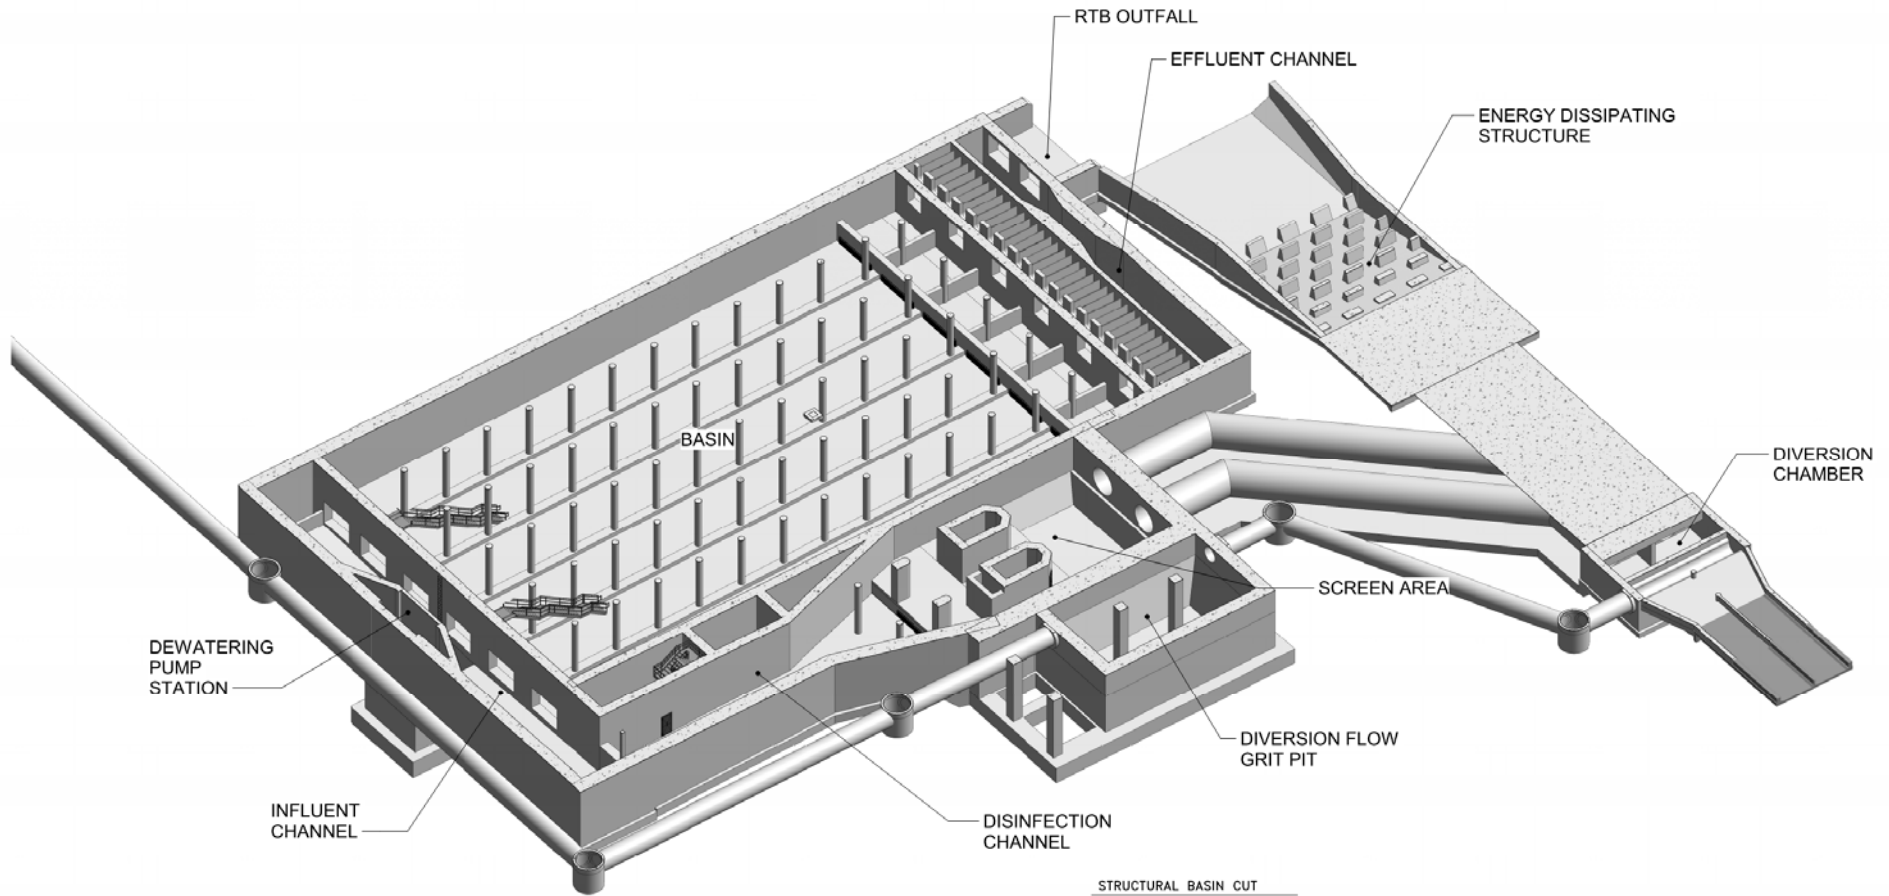 RTB OUTFALL
EFFLUENT CHANNEL
ENERGY DISSIPATING
STRUCTURE
BASIN
DIVERSION
CHAMBER
SCREEN AREA
DEWATERING
PUMP
STATION
DIVERSION FLOW
GRIT PIT
INFLUENT
CHANNEL
DISINFECTION
CHANNEL
STRUCTURAL BASIN CUT